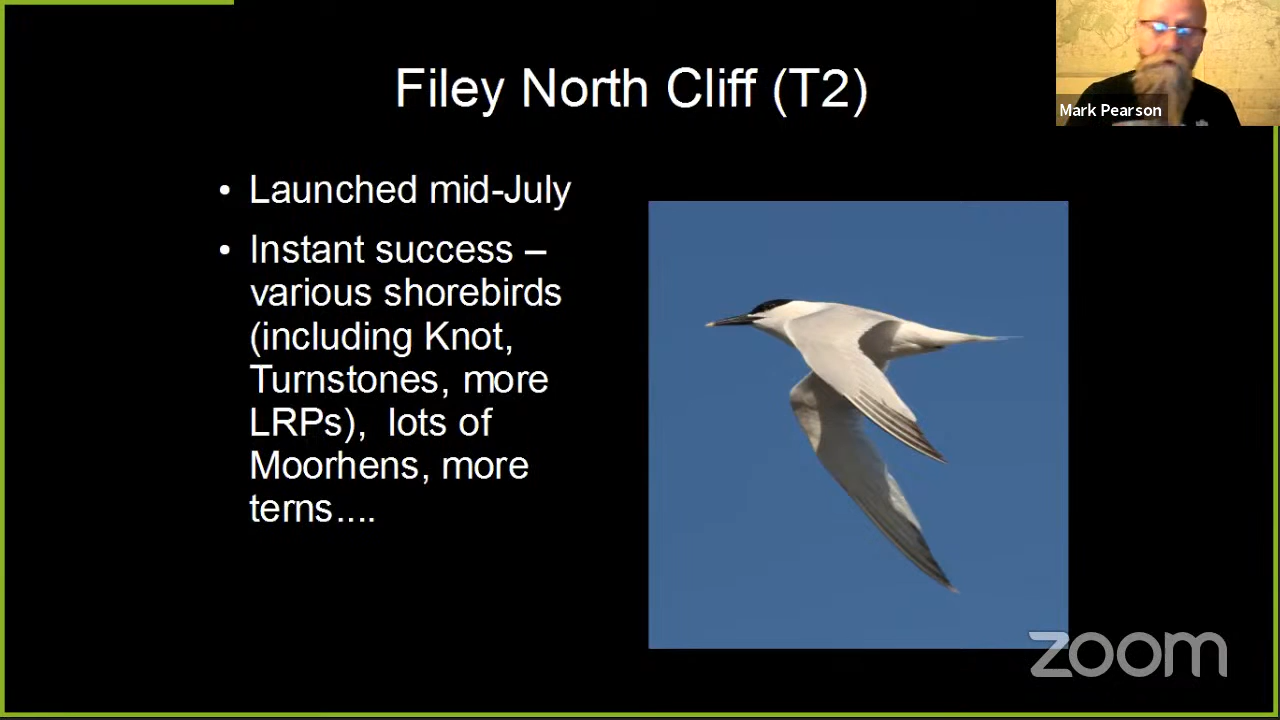 Filey North Cliff (T2)
Mark Pearson
• Launched mid-July
• Instant success –
various shorebirds
(including Knot,
Turnstones, more
LRPs),  lots of
Moorhens, more
terns....
zoom